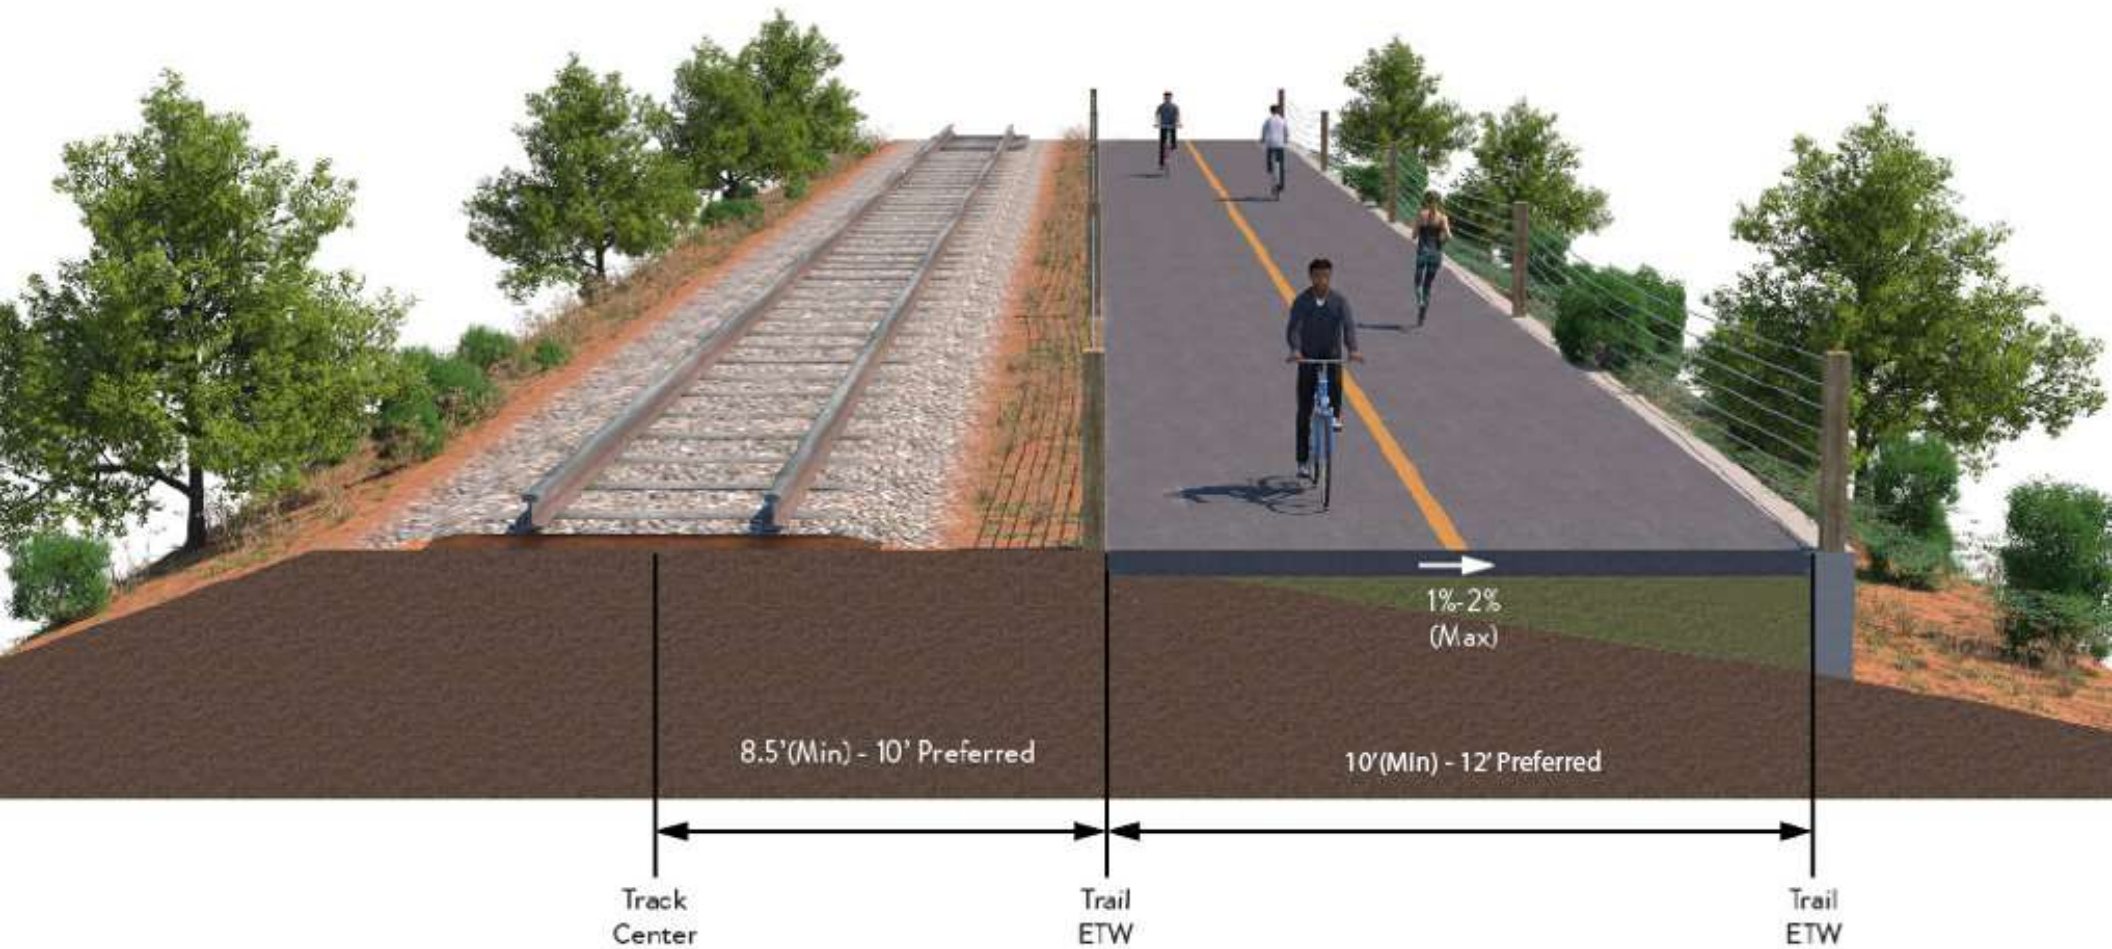 1%-2%
(Max)
8.5'(Min) - 10' Preferred
10'(Min) - 12' Preferred
Track
Center
Trail
ETW
Trail
ETW